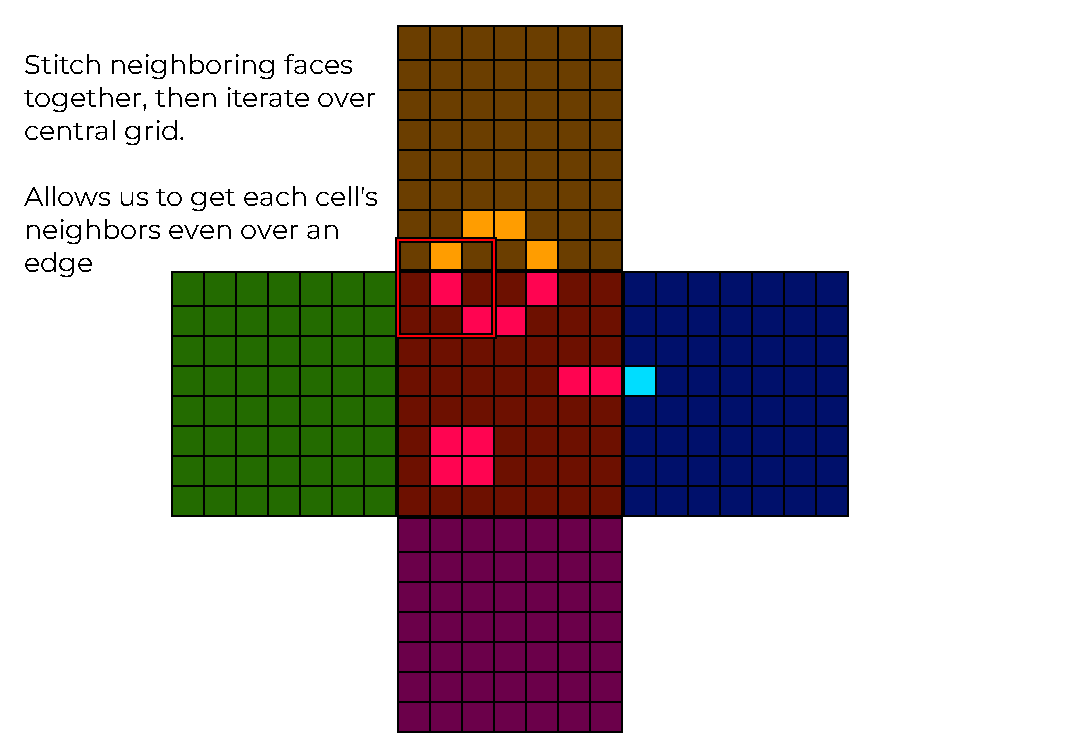 Stitch neighboring faces
together, then iterate over
central grid.
Allows us to get each cell's
neighbors even over an
edge